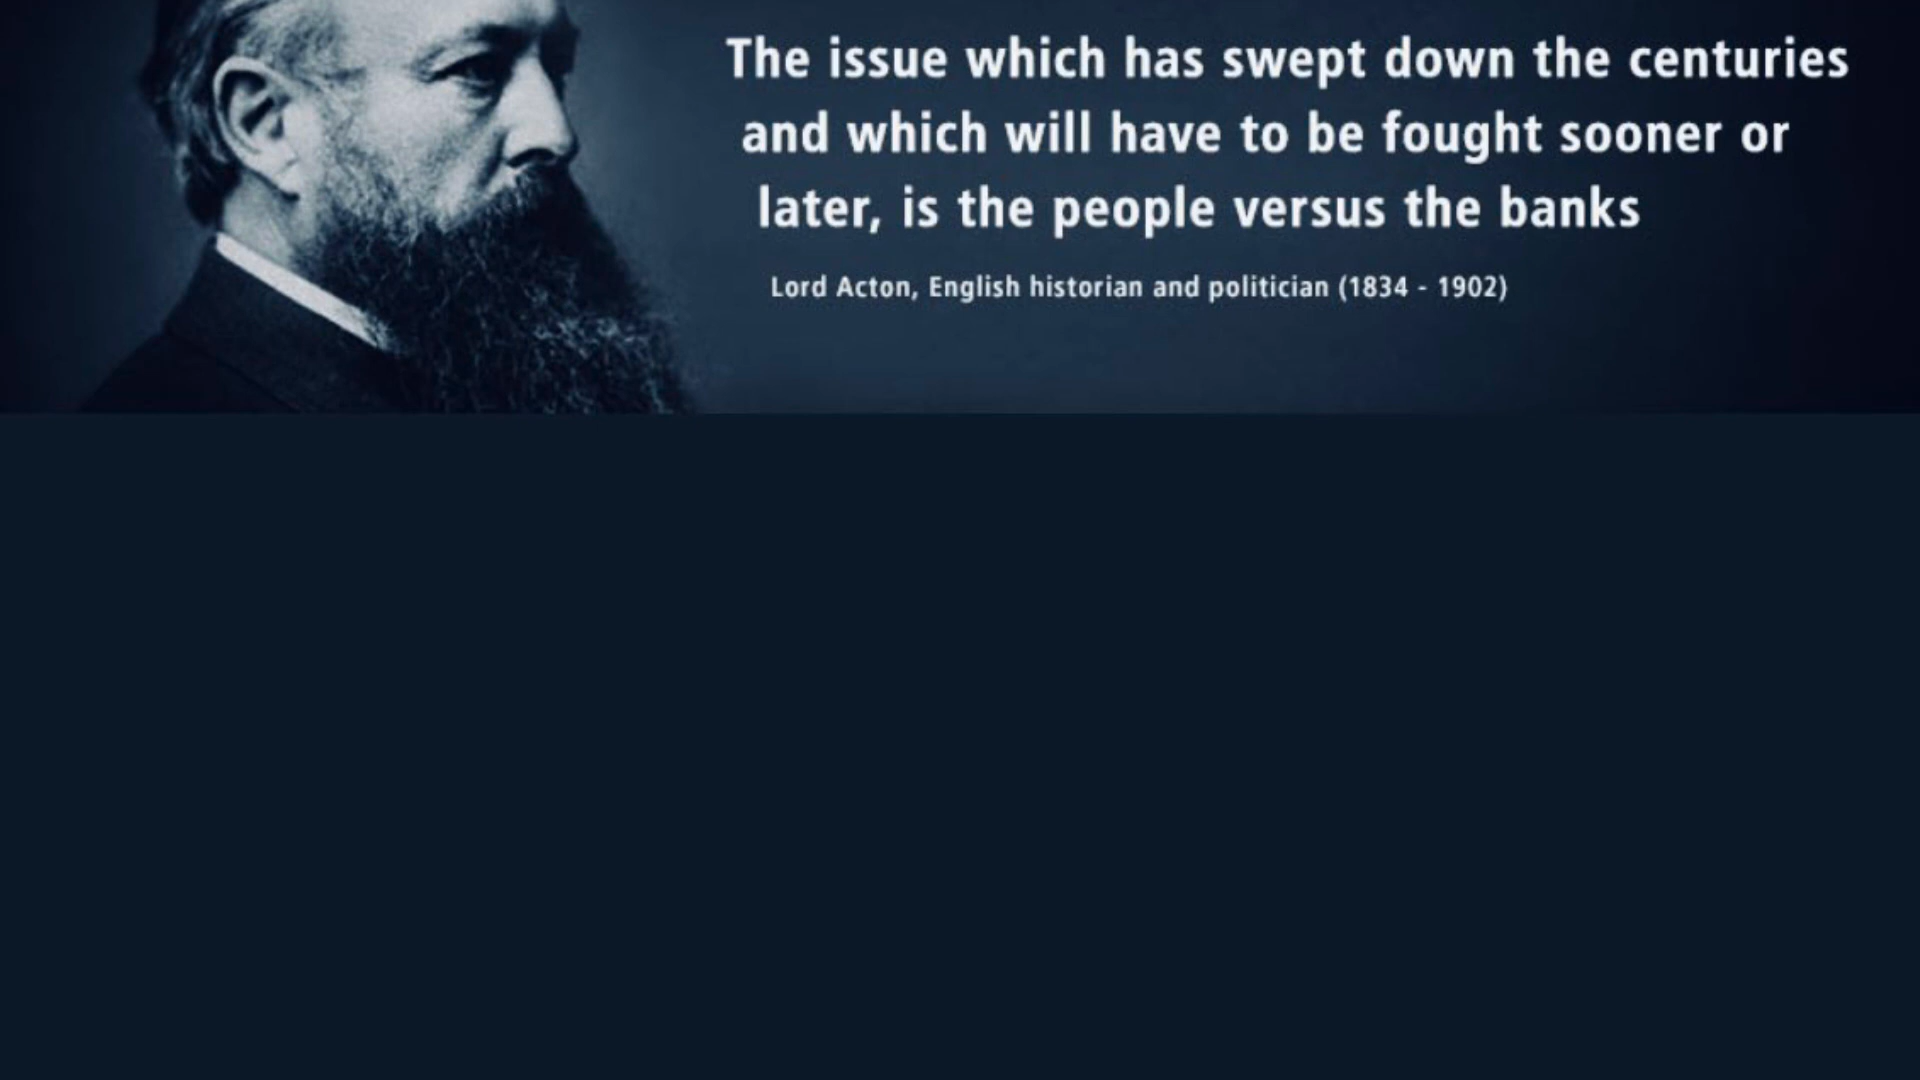 The issue which has swept down the centuries
and which will have to be fought sooner or
later, is the people versus the banks
Lord Acton, English historian and politician (1834 - 1902)